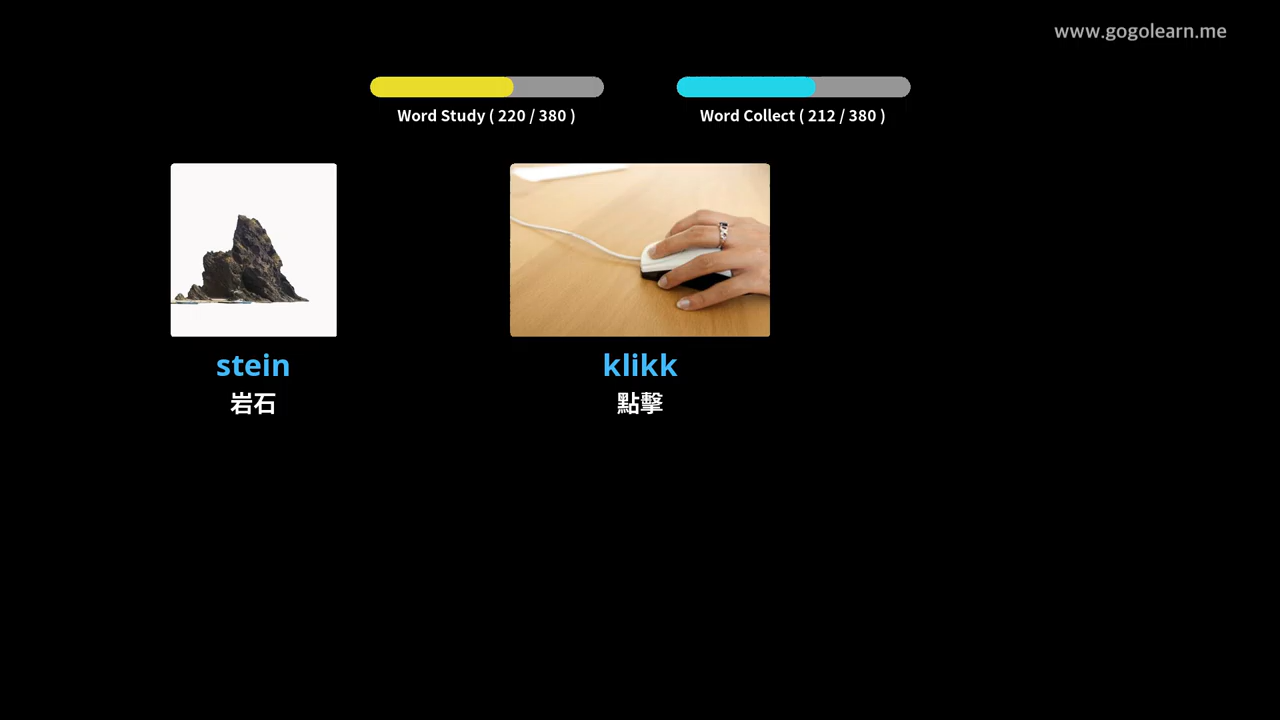 www.gogolearn.me
Word Study ( 220 / 380 )
Word Collect ( 212 / 380 )
stein
岩石
klikk
點擊